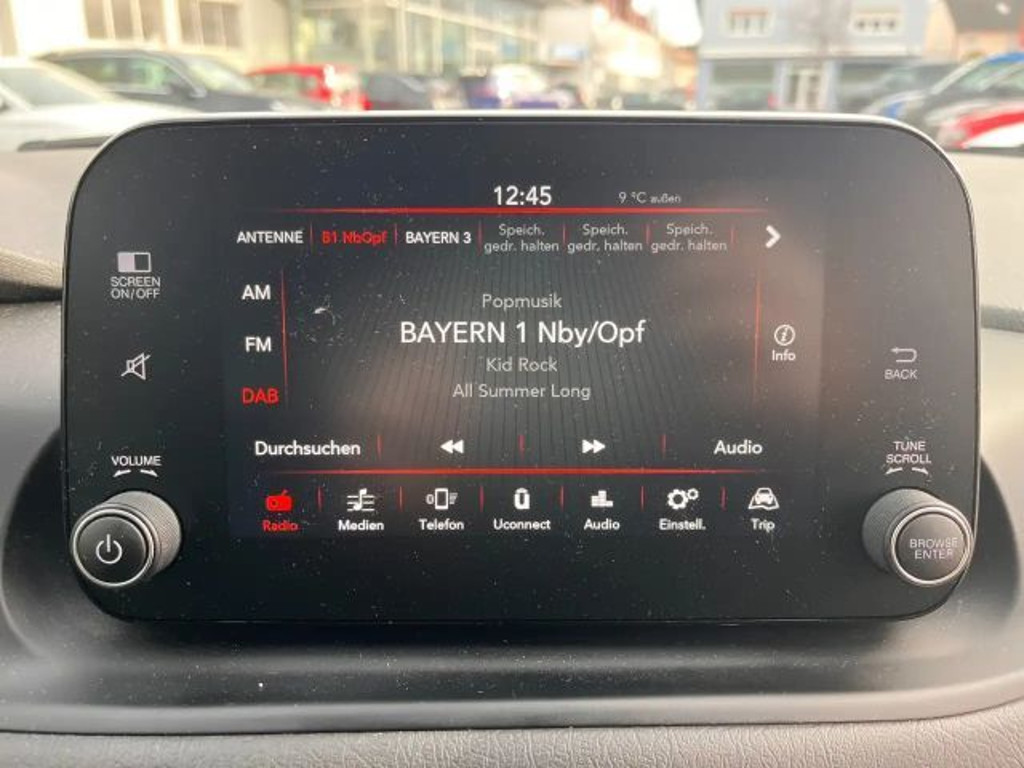 12:45
9 °C außen
ANTENNE
B1 NbOpf
BAYERN 3
Speich.
gedr. halten
Speich.
gedr. halten
Speich.
gedr. halten
SCREEN
ON/OFF
AM
FM
DAB
Popmusik
BAYERN 1 Nby/Opf
Kid Rock
All Summer Long
Info
BACK
Durchsuchen
Audio
VOLUME
TUNE
SCROLL
Radio
Medien
Telefon
Uconnect
Audio
Einstell.
Trip
BROWSE
ENTER